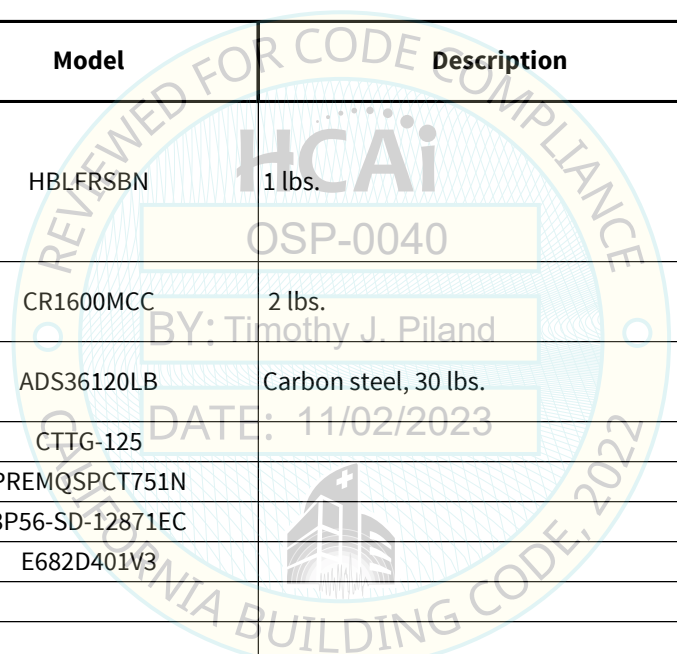 Model Description
REVIEWED FOR CODE COMPLIANCE
HCAi
HBLFRSBN 1 lbs.
OSP-0040
CR1600MCC 2 lbs.
BY: Timothy J. Piland
ADS36120LB Carbon steel, 30 lbs.
DATE: 11/02/2023
CTTG-125
PREMQSPCT751N
3P56-SD-12871EC
E682D401V3
CALIFORNIA BUILDING CODE, 2022